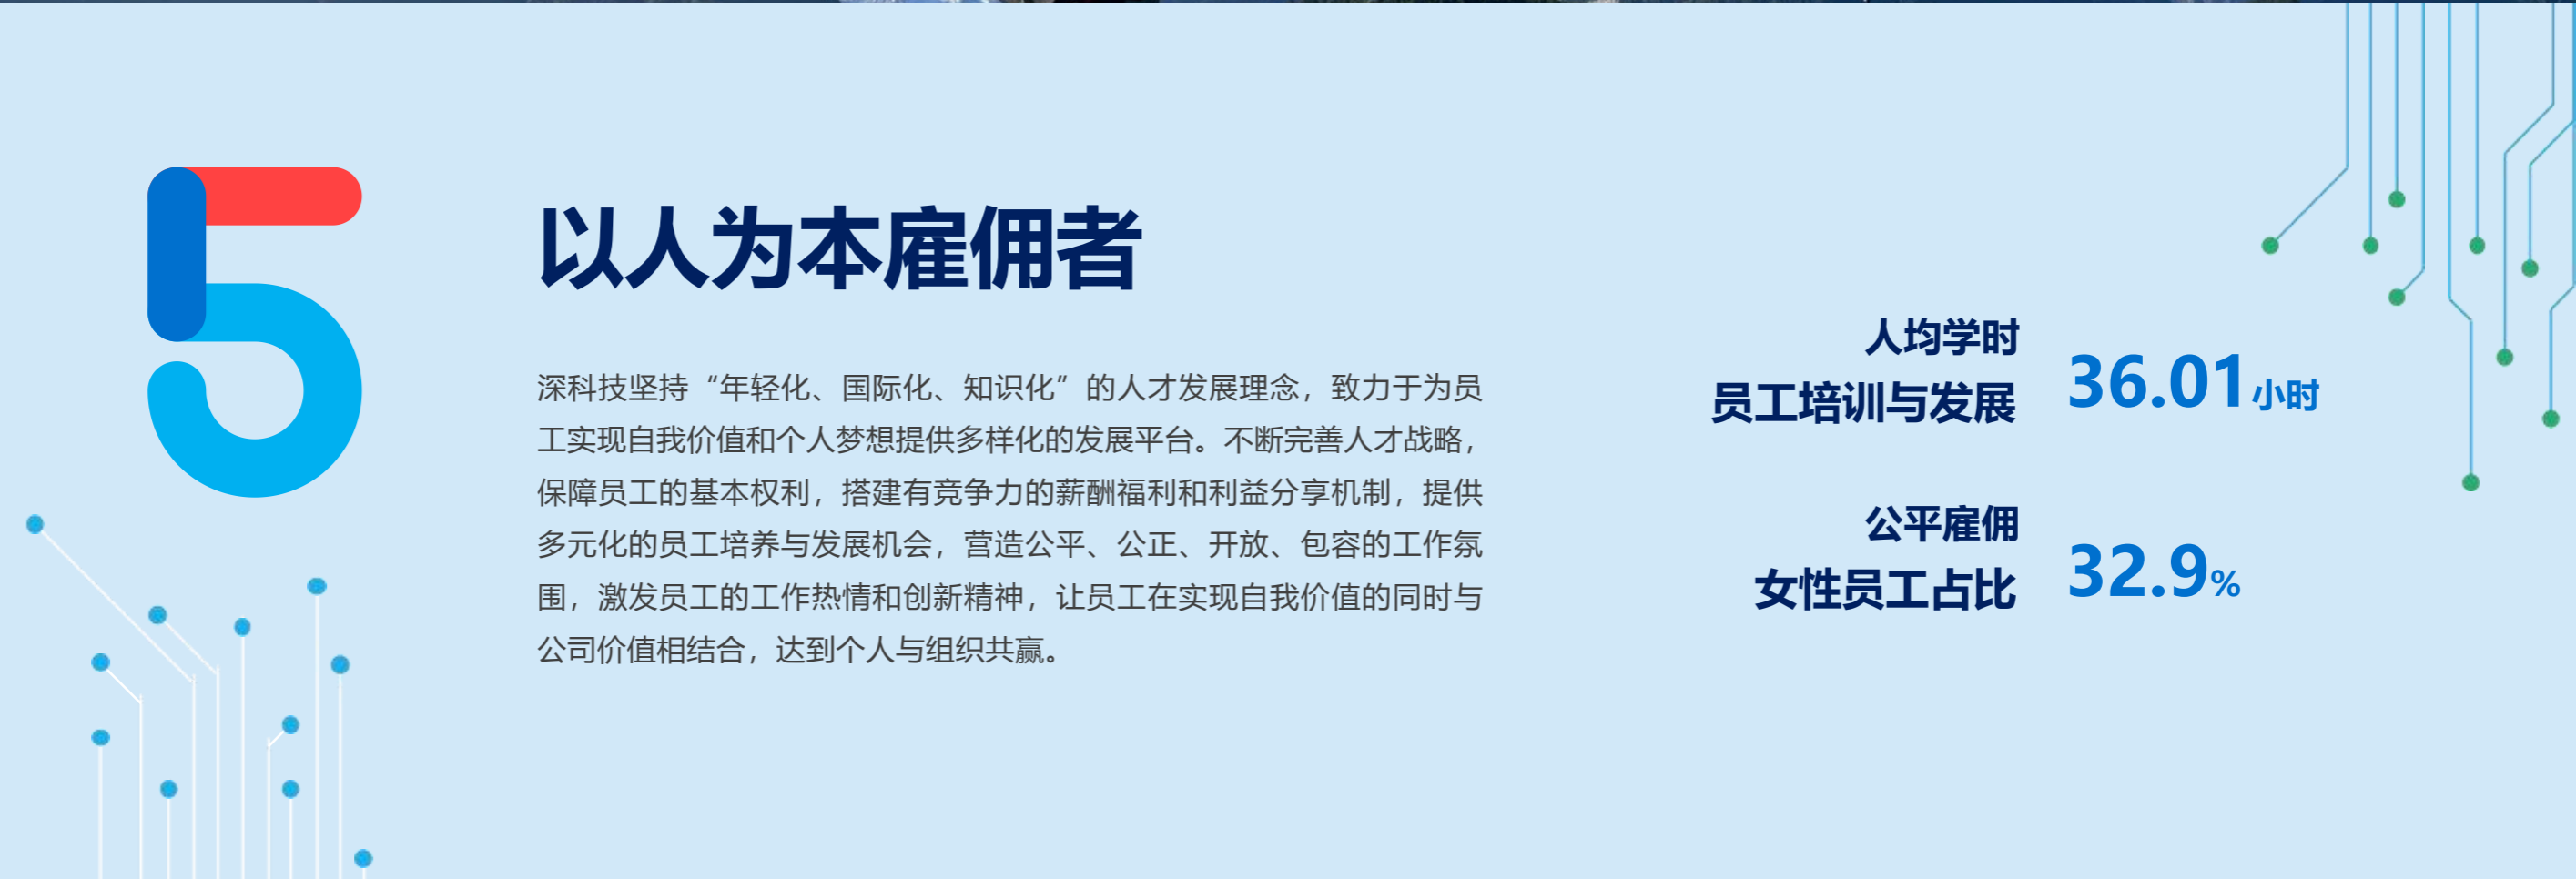 5
以人为本雇佣者
深科技坚持“年轻化、国际化、知识化”的人才发展理念，致力于为员
工实现自我价值和个人梦想提供多样化的发展平台。不断完善人才战略，
保障员工的基本权利，搭建有竞争力的薪酬福利和利益分享机制，提供
多元化的员工培养与发展机会，营造公平、公正、开放、包容的工作氛
围，激发员工的工作热情和创新精神，让员工在实现自我价值的同时与
公司价值相结合，达到个人与组织共赢。
人均学时
员工培训与发展
36.01小时
公平雇佣
女性员工占比
32.9%